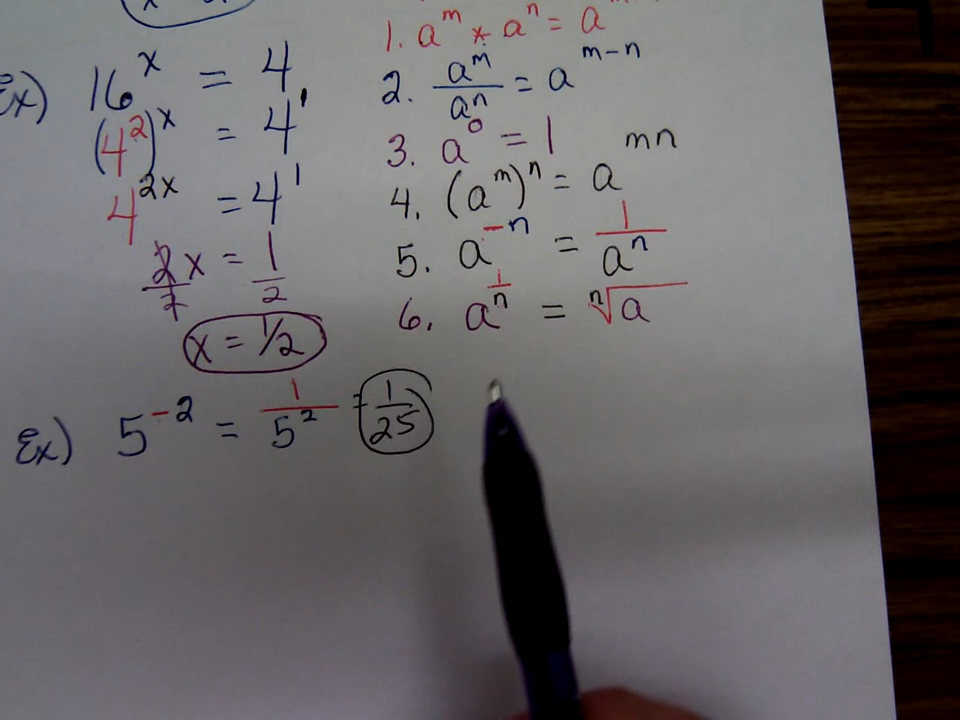 1. a^m * a^n = a
2. a^m / a^n = a^(m-n)
3. a^0 = 1
4. (a^m)^n = a^mn
5. a^-n = 1/a^n
6. a^(1/n) = ⁿ√a
Ex) 16^x = 4
(4^2)^x = 4^1
4^2x = 4^1
2x/2 = 1/2
x = 1/2
Ex) 5^-2 = 1/5^2 = 1/25